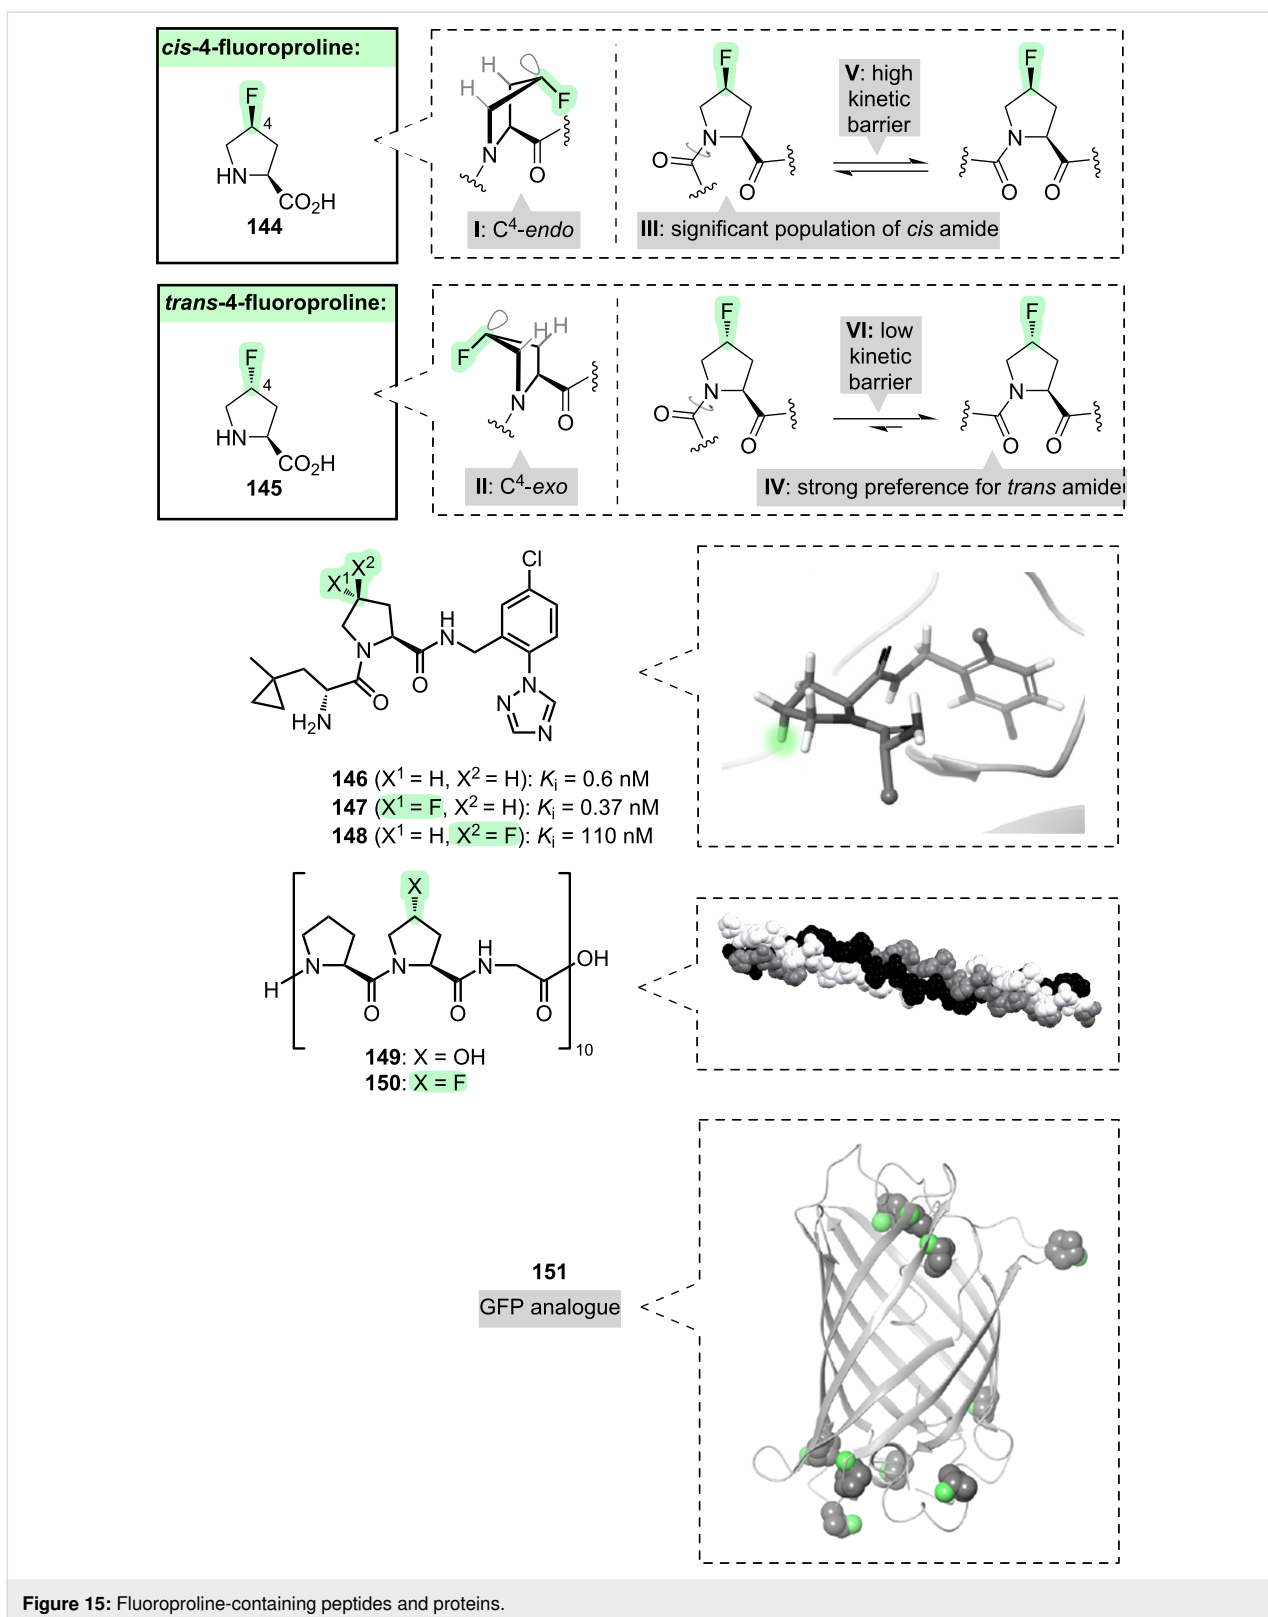 cis-4-fluoroproline:
F
4
HN
CO2H
144
H
H
F
N
O
I: C4-endo
F
N
O
O
III: significant population of cis amide
V: high
kinetic
barrier
F
N
O
O
trans-4-fluoroproline:
F
4
HN
CO2H
145
H
H
F
N
O
II: C4-exo
F
N
O
O
VI: low
kinetic
barrier
F
N
O
O
IV: strong preference for trans amide
X1
X2
Cl
H
N
N
O
O
H2N
N
N
N
146 (X1 = H, X2 = H): Ki = 0.6 nM
147 (X1 = F, X2 = H): Ki = 0.37 nM
148 (X1 = H, X2 = F): Ki = 110 nM
X
H
N
N
H
N
OH
O
O
O
10
149: X = OH
150: X = F
151
GFP analogue
Figure 15: Fluoroproline-containing peptides and proteins.